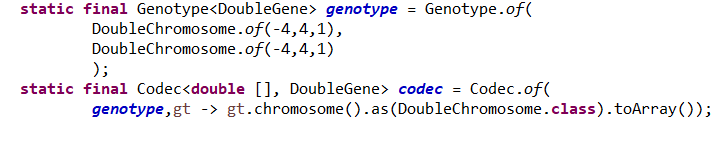 static final Genotype<DoubleGene> genotype = Genotype.of(
DoubleChromosome.of(-4,4,1),
DoubleChromosome.of(-4,4,1)
);
static final Codec<double [], DoubleGene> codec = Codec.of(
genotype,gt -> gt.chromosome().as(DoubleChromosome.class).toArray());